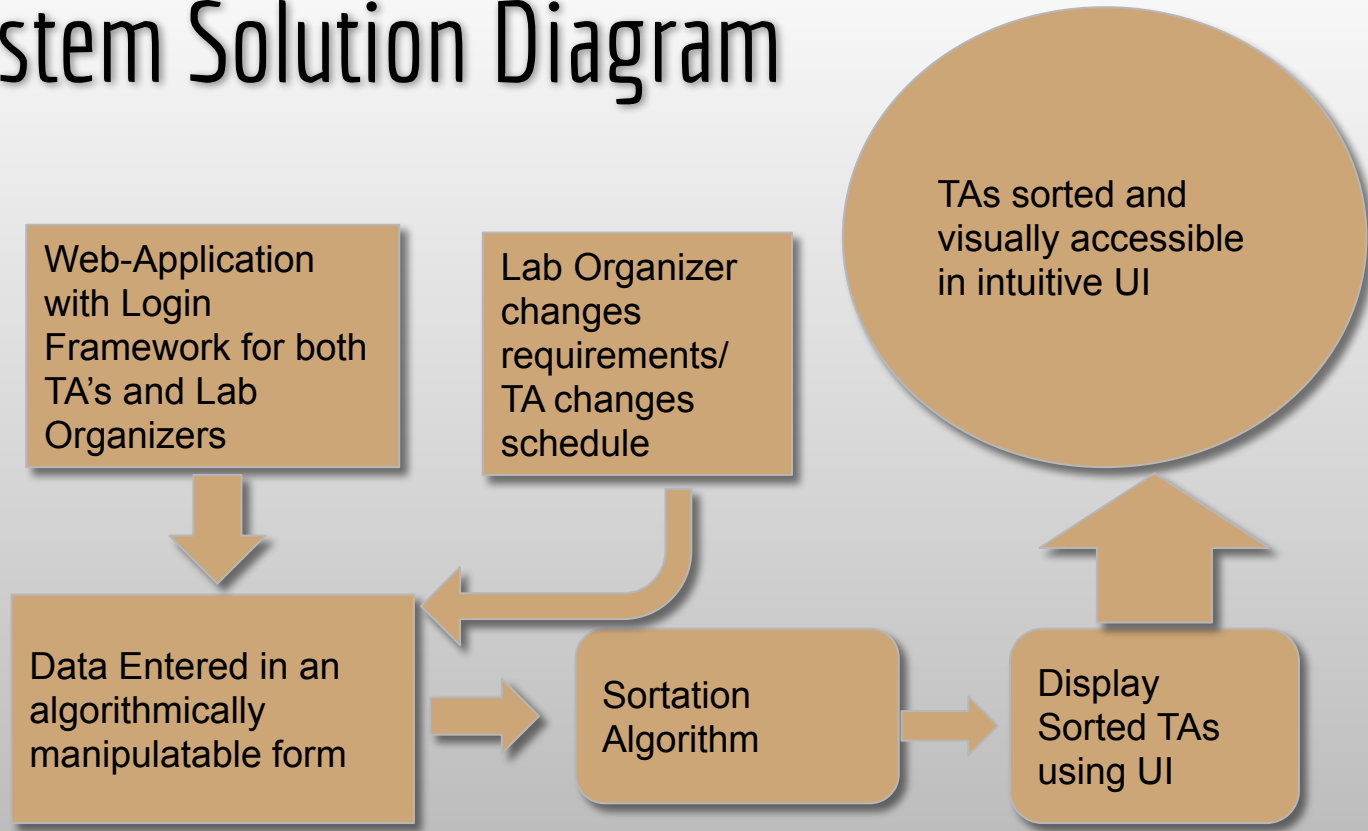 stem Solution Diagram
Web-Application
with Login
Framework for both
TA's and Lab
Organizers
Lab Organizer
changes
requirements/
TA changes
schedule
TAs sorted and
visually accessible
in intuitive UI
Data Entered in an
algorithmically
manipulatable form
Sortation
Algorithm
Display
Sorted TAs
using UI